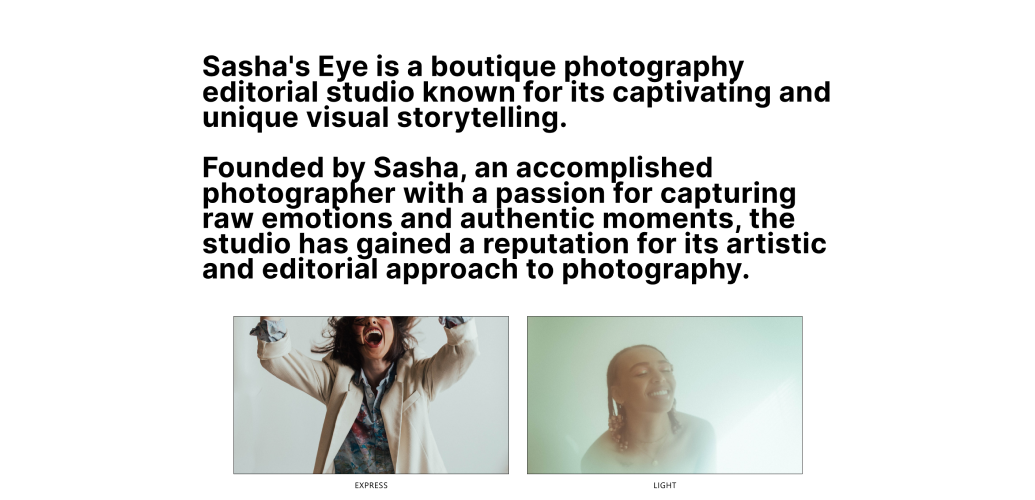 Sasha's Eye is a boutique photography
editorial studio known for its captivating and
unique visual storytelling.
Founded by Sasha, an accomplished
photographer with a passion for capturing
raw emotions and authentic moments, the
studio has gained a reputation for its artistic
and editorial approach to photography.
EXPRESS
LIGHT